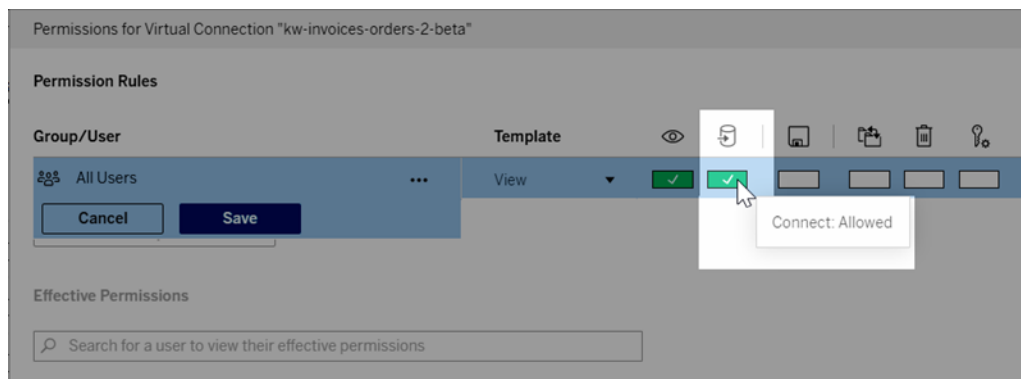 Permissions for Virtual Connection "kw-invoices-orders-2-beta"
Permission Rules
Group/User Template
All Users ••• View
Cancel Save
Connect: Allowed
Effective Permissions
Search for a user to view their effective permissions